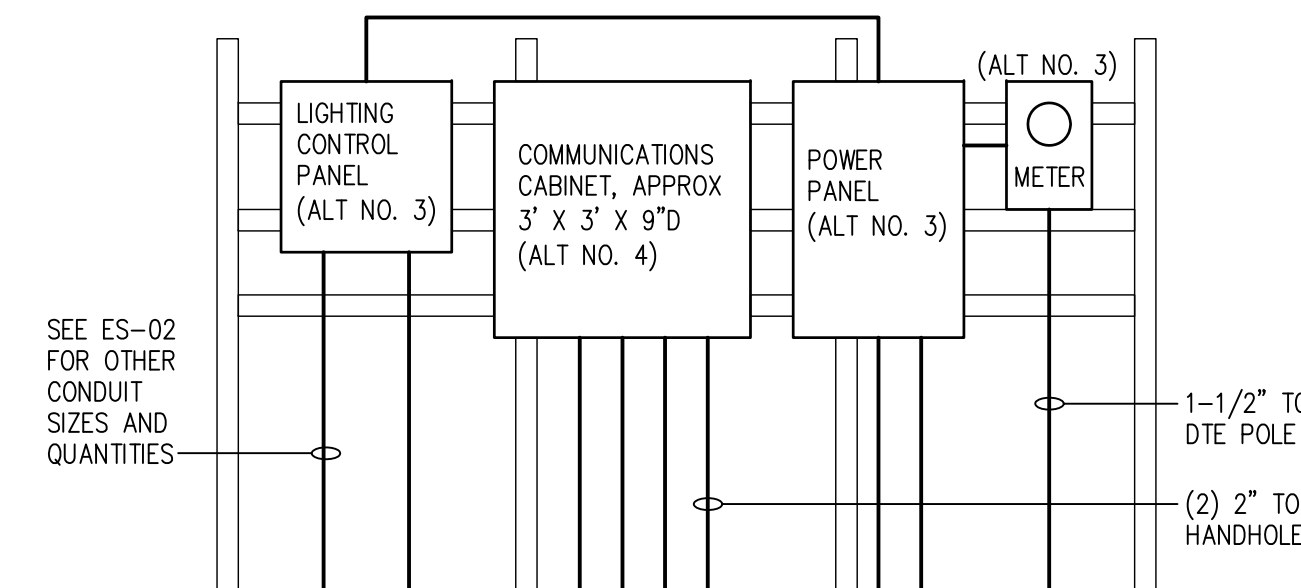 (ALT NO. 3)
LIGHTING
CONTROL
PANEL
(ALT NO. 3)
COMMUNICATIONS
CABINET, APPROX
3' X 3' X 9"D
(ALT NO. 4)
POWER
PANEL
(ALT NO. 3)
METER
SEE ES-02
FOR OTHER
CONDUIT
SIZES AND
QUANTITIES
1-1/2" TO
DTE POLE
(2) 2" TO
HANDHOLE